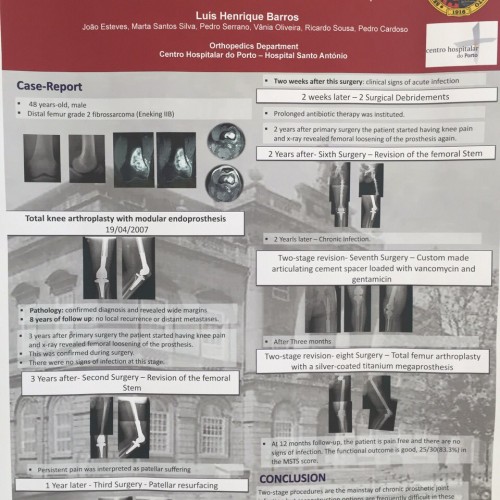 Luis Henrique Barros
João Esteves, Marta Santos Silva, Pedro Serrano, Vânia Oliveira, Ricardo Sousa, Pedro Cardoso
Orthopedics Department
Centro Hospitalar do Porto – Hospital Santo António
centro hospitalar
do Porto
Case-Report
• 48 years-old, male
• Distal femur grade 2 fibrossarcoma (Eneking IIB)
Total knee arthroplasty with modular endoprosthesis
19/04/2007
• Pathology: confirmed diagnosis and revealed wide margins.
• 8 years of follow up: no local recurrence or distant metastases.
• 3 years after primary surgery the patient started having knee pain
and x-ray revealed femoral loosening of the prosthesis.
• This was confirmed during surgery.
• There were no signs of infection at this stage.
3 Years after- Second Surgery – Revision of the femoral
Stem
• Persistent pain was interpreted as patellar suffering
1 Year later - Third Surgery - Patellar resurfacing
• Two weeks after this surgery: clinical signs of acute infection
2 weeks later – 2 Surgical Debridements
• Prolonged antibiotic therapy was instituted.
• 2 years after primary surgery the patient started having knee pain
and x-ray revealed femoral loosening of the prosthesis again.
2 Years after- Sixth Surgery – Revision of the femoral Stem
• 2 Years later – Chronic infection.
Two-stage revision- Seventh Surgery – Custom made
articulating cement spacer loaded with vancomycin and
gentamicin
• After Three months
Two-stage revision- eight Surgery – Total femur arthroplasty
with a silver-coated titanium megaprosthesis
• At 12 months follow-up, the patient is pain free and there are no
signs of infection. The functional outcome is good, 25/30(83.3%) in
the MSTS score.
CONCLUSION
Two-stage procedures are the mainstay of chronic prosthetic joint
reconstruction options are frequently difficult in these